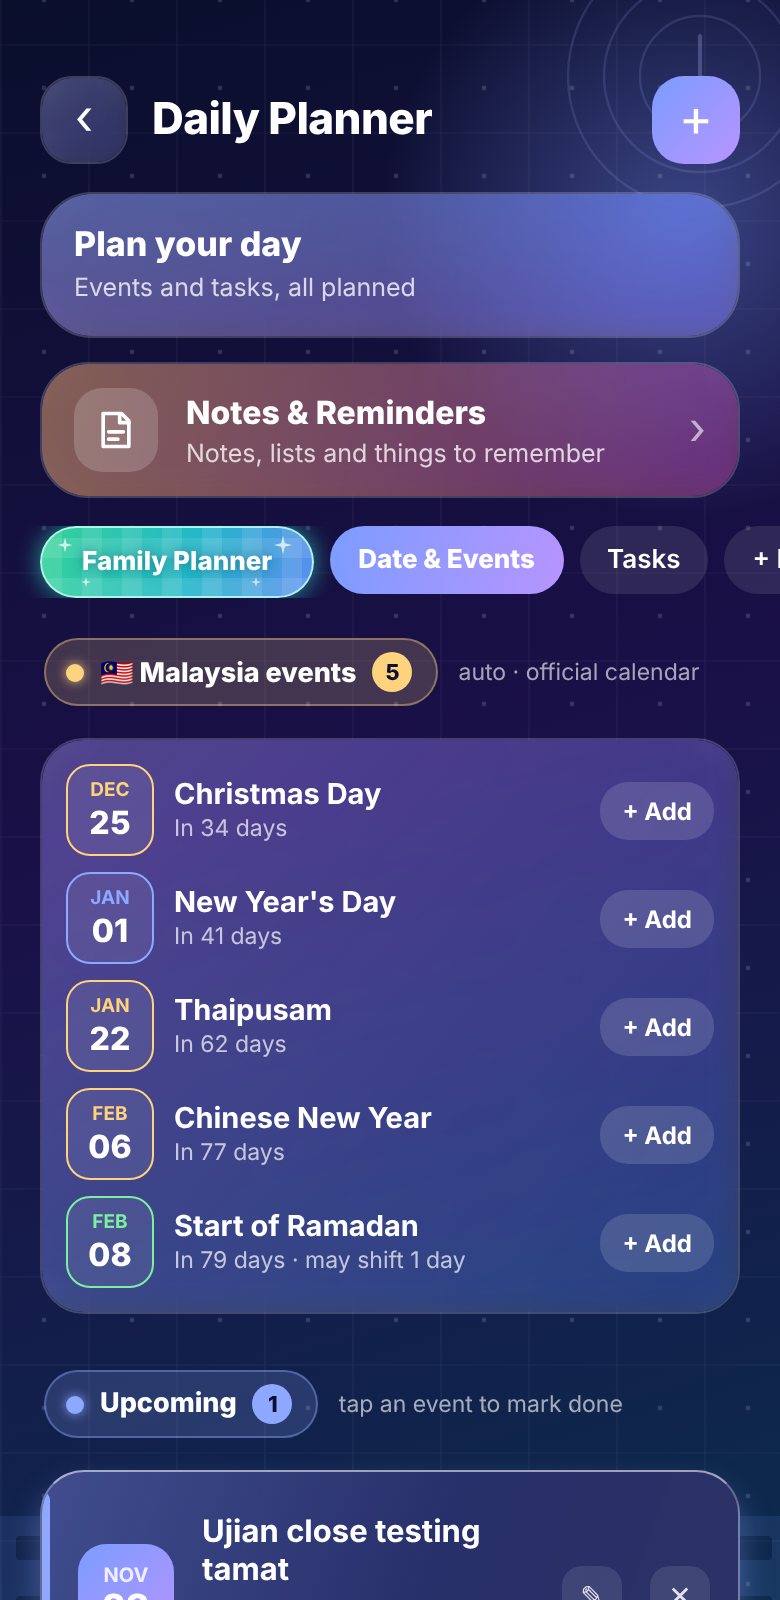 Daily Planner
+
Plan your day
Events and tasks, all planned
Notes & Reminders
Notes, lists and things to remember
Family Planner
Date & Events
Tasks
+
🇲🇾 Malaysia events 5
auto · official calendar
DEC
25
Christmas Day
In 34 days
+ Add
JAN
01
New Year's Day
In 41 days
+ Add
JAN
22
Thaipusam
In 62 days
+ Add
FEB
06
Chinese New Year
In 77 days
+ Add
FEB
08
Start of Ramadan
In 79 days · may shift 1 day
+ Add
Upcoming 1
tap an event to mark done
Ujian close testing
tamat
NOV